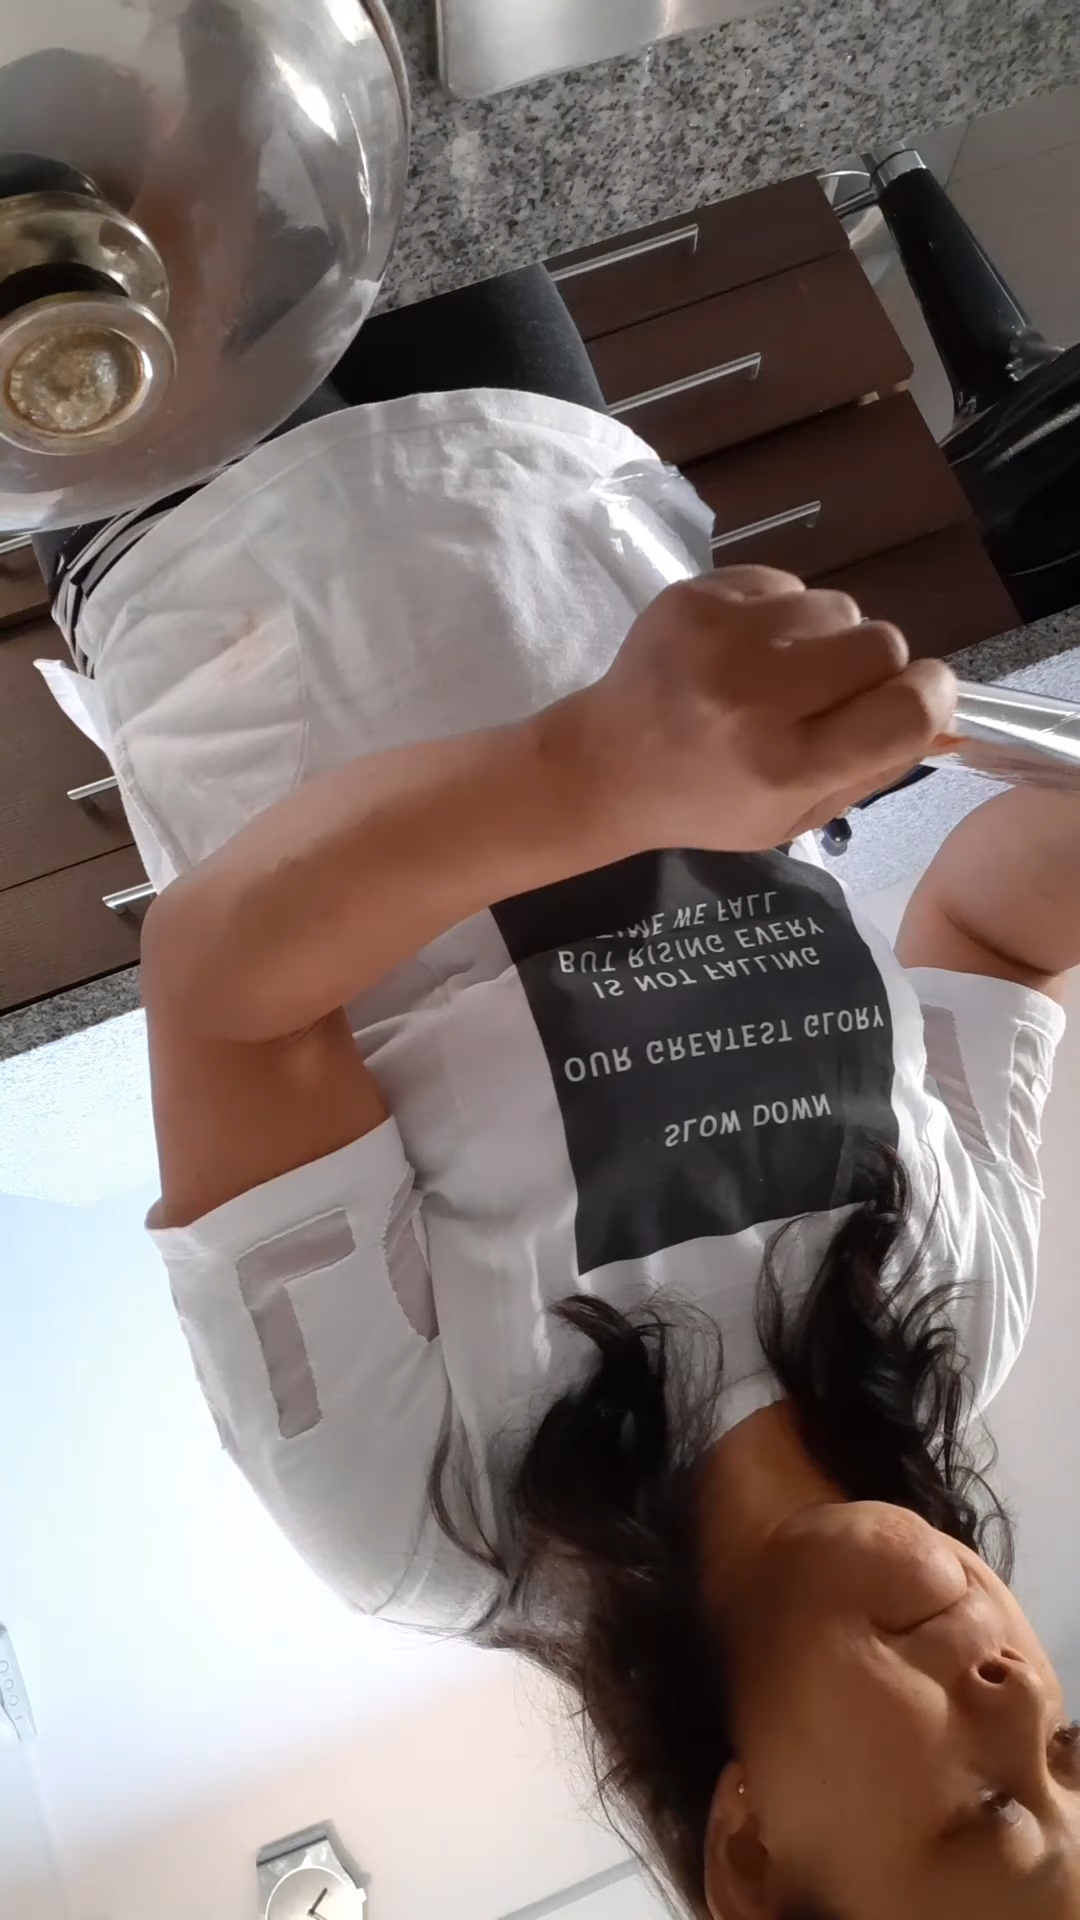 SLOW DOWN
OUR GREATEST GLORY
IS NOT FALLING
BUT RISING EVERY
TIME WE FALL